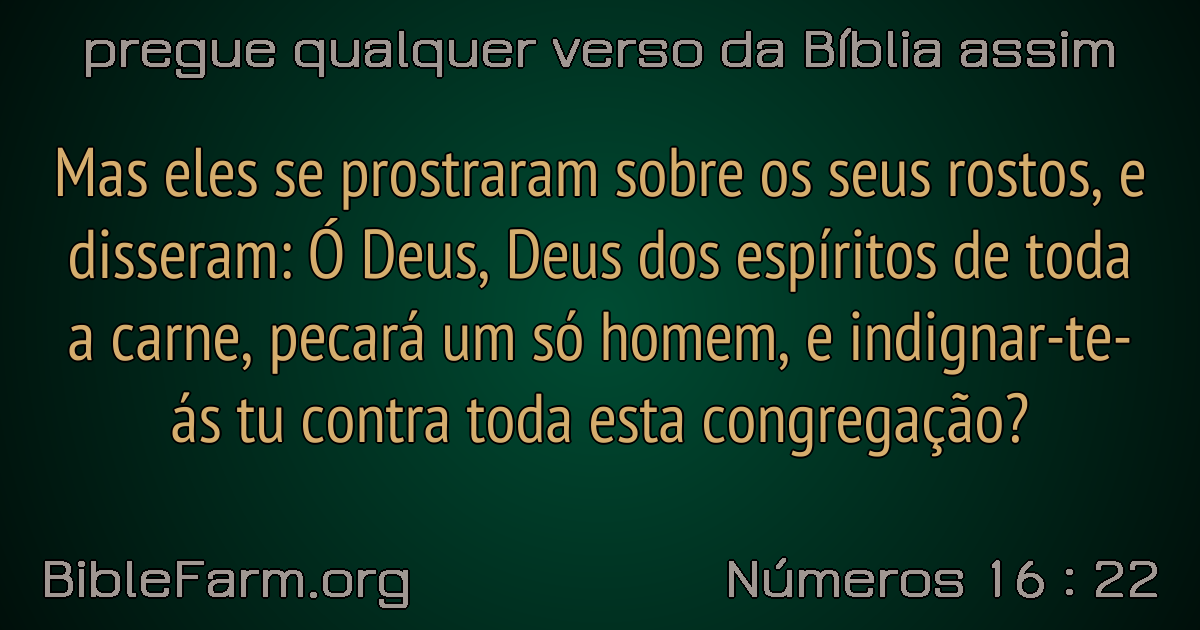 pregue qualquer verso da Bíblia assim
Mas eles se prostraram sobre os seus rostos, e
disseram: Ó Deus, Deus dos espíritos de toda
a carne, pecará um só homem, e indignar-te-
ás tu contra toda esta congregação?
BibleFarm.org
Números 16 : 22